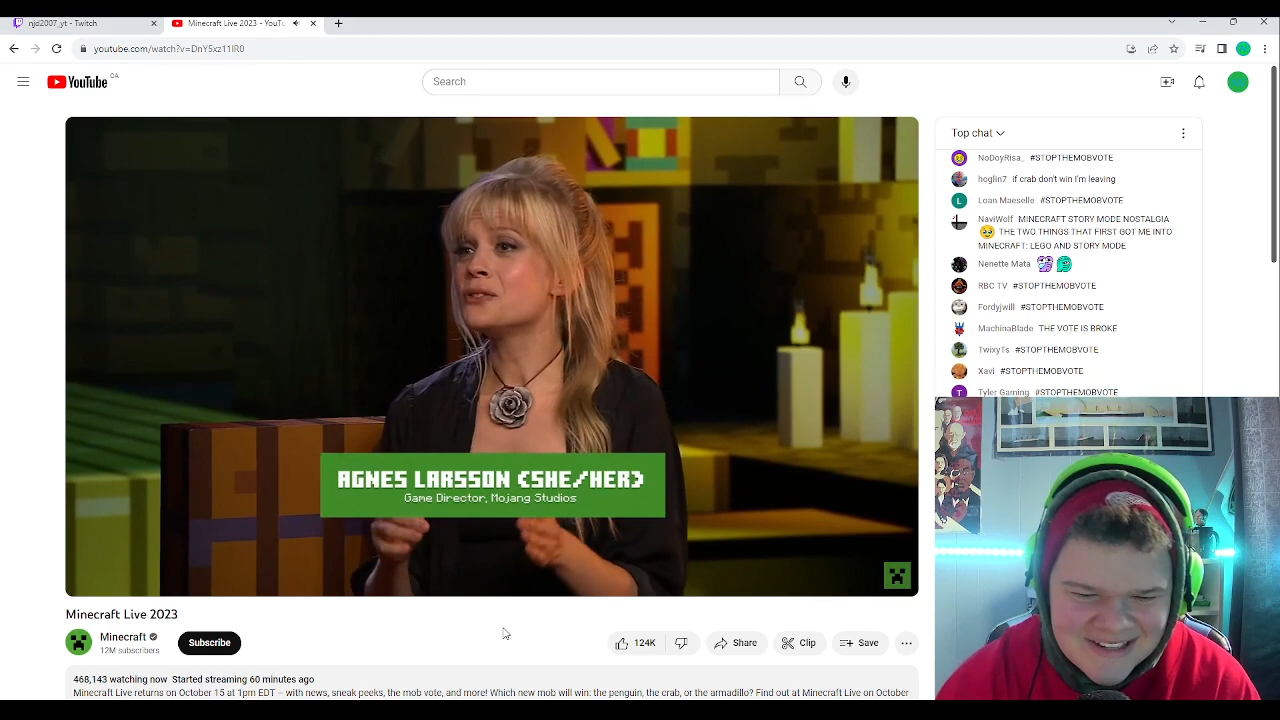 njd2007_yt - Twitch
Minecraft Live 2023 - YouTu
youtube.com/watch?v=DnY5xz11IR0
YouTube CA
Search
Top chat
NoDoyRisa_ #STOPTHEMOBVOTE
hoglin7 if crab don't win I'm leaving
Loan Maeselle #STOPTHEMOBVOTE
NaviWolf MINECRAFT STORY MODE NOSTALGIA
THE TWO THINGS THAT FIRST GOT ME INTO
MINECRAFT: LEGO AND STORY MODE
Nenette Mata
RBC TV #STOPTHEMOBVOTE
Fordyjwill #STOPTHEMOBVOTE
MachinaBlade THE VOTE IS BROKE
TwixyTs #STOPTHEMOBVOTE
Xavi #STOPTHEMOBVOTE
Tyler Gaming #STOPTHEMOBVOTE
AGNES LARSSON (SHE/HER)
Game Director, Mojang Studios
Minecraft Live 2023
Minecraft
12M subscribers
Subscribe
124K
Share
Clip
Save
468,143 watching now Started streaming 60 minutes ago
Minecraft Live returns on October 15 at 1pm EDT – with news, sneak peeks, the mob vote, and more! Which new mob will win: the penguin, the crab, or the armadillo? Find out at Minecraft Live on October